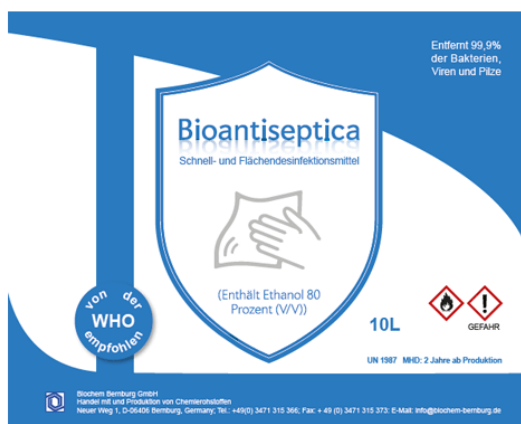 Entfernt 99,9%
der Bakterien,
Viren und Pilze
Bioantiseptica
Schnell- und Flächendesinfektionsmittel
(Enthält Ethanol 80
Prozent (V/V))
von der
WHO
empfohlen
10L
GEFAHR
UN 1987 MHD: 2 Jahre ab Produktion
Biochem Bernburg GmbH
Handel mit und Produktion von Chemierohstoffen
Neuer Weg 1, D-06406 Bernburg, Germany; Tel.: +49(0) 3471 315 366; Fax: + 49 (0) 3471 315 373: E-Mail: info@biochem-bernburg.de